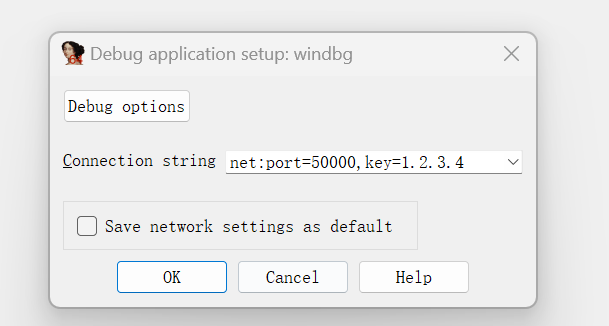 Debug application setup: windbg
Debug options
Connection string net:port=50000,key=1.2.3.4
Save network settings as default
OK Cancel Help